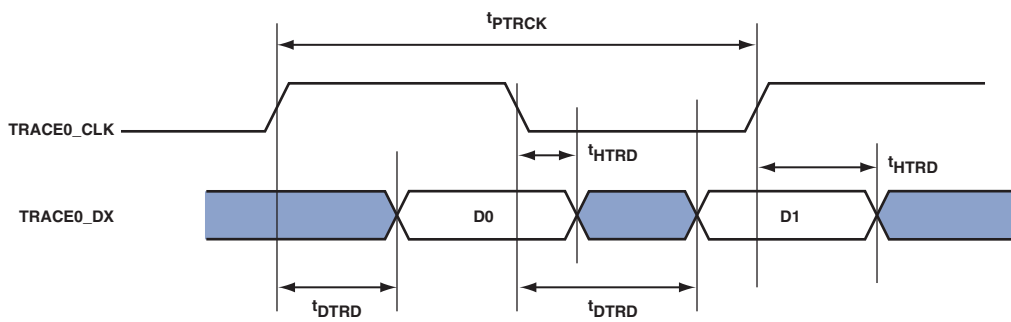 tPTRCK
TRACE0_CLK
tHTRD
tHTRD
TRACE0_DX
D0
D1
tDTRD
tDTRD